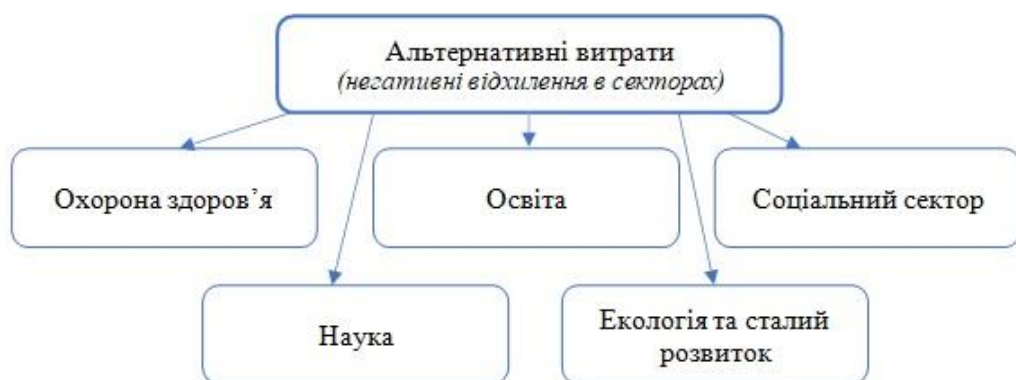 Альтернативні витрати
(негативні відхилення в секторах)
Охорона здоров’я
Освіта
Соціальний сектор
Наука
Екологія та сталий
розвиток